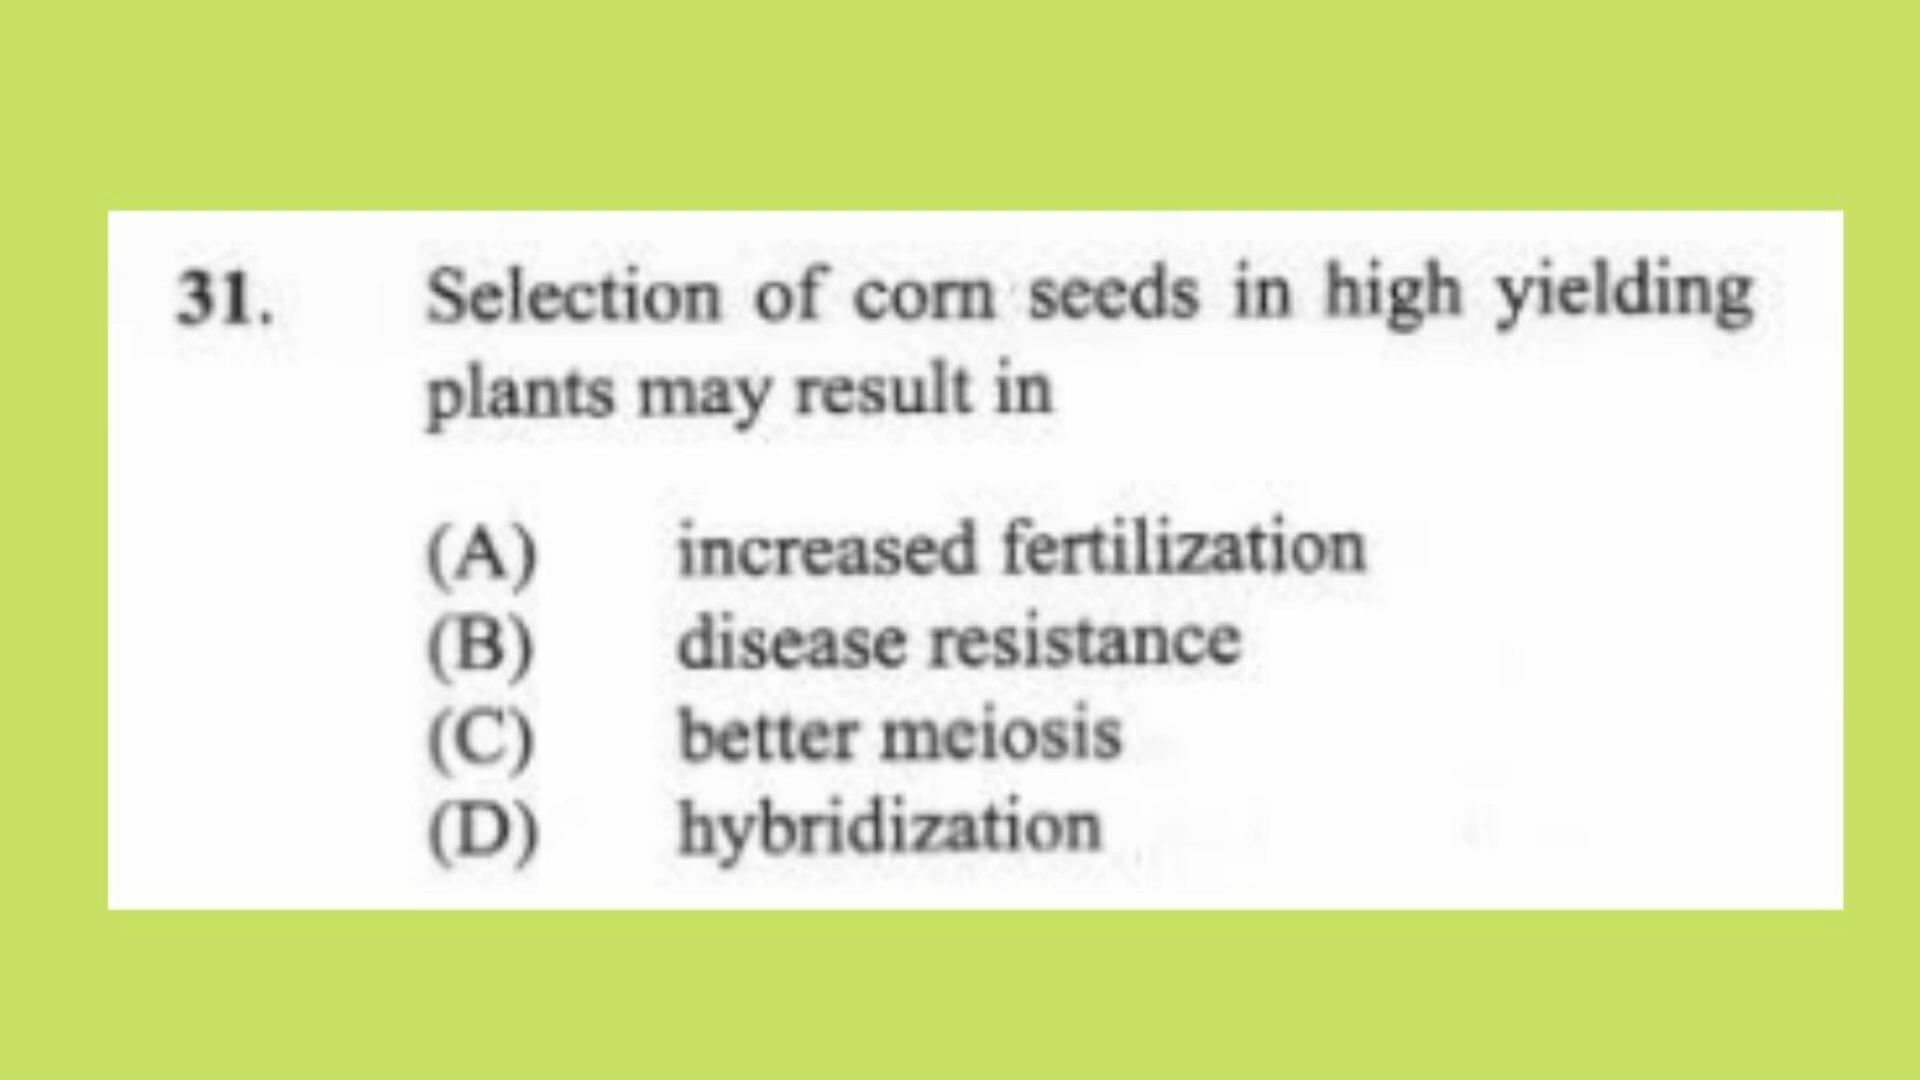 31. Selection of corn seeds in high yielding
plants may result in
(A) increased fertilization
(B) disease resistance
(C) better meiosis
(D) hybridization